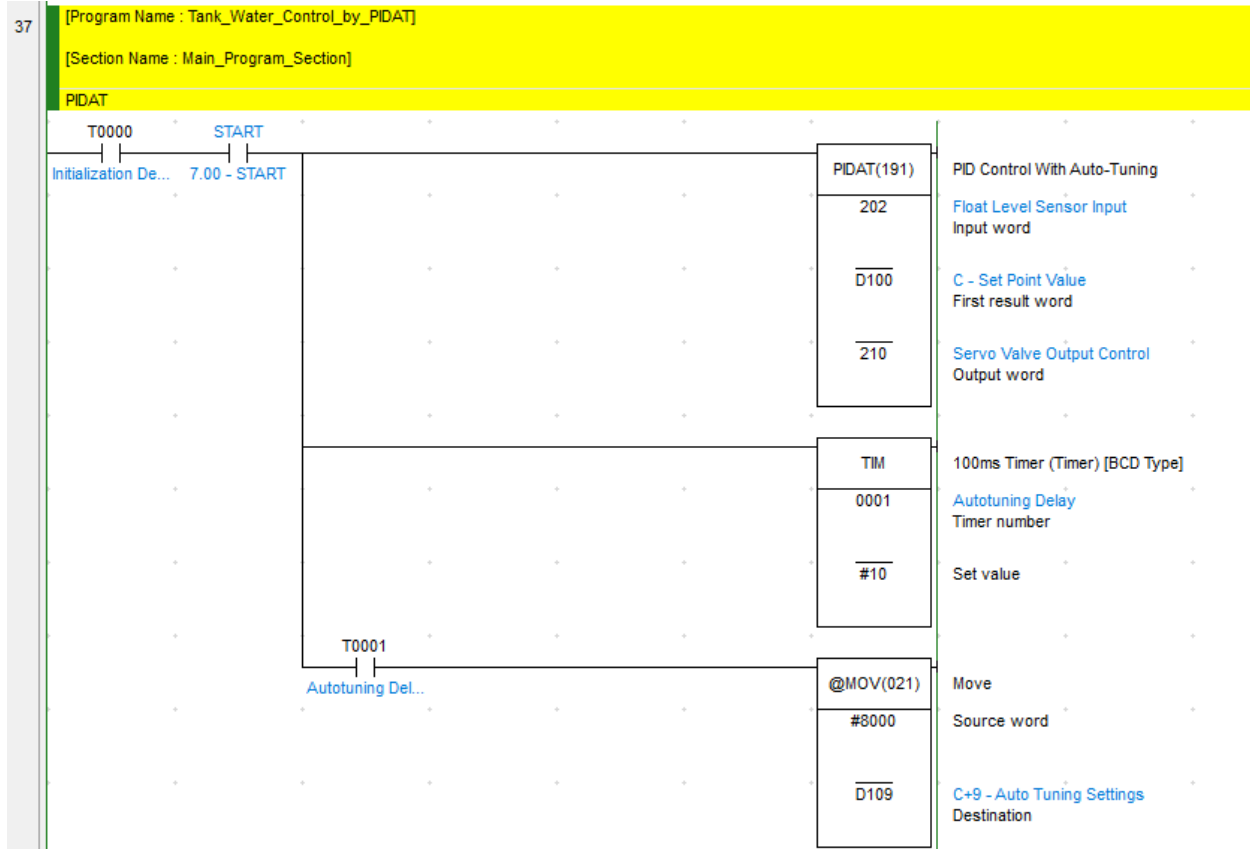 37
[Program Name : Tank_Water_Control_by_PIDAT]
[Section Name : Main_Program_Section]
PIDAT
T0000 START
Initialization De... 7.00 - START
PIDAT(191) PID Control With Auto-Tuning
202 Float Level Sensor Input
Input word
D100 C - Set Point Value
First result word
210 Servo Valve Output Control
Output word
TIM 100ms Timer (Timer) [BCD Type]
0001 Autotuning Delay
Timer number
#10 Set value
T0001
Autotuning Del...
@MOV(021) Move
#8000 Source word
D109 C+9 - Auto Tuning Settings
Destination